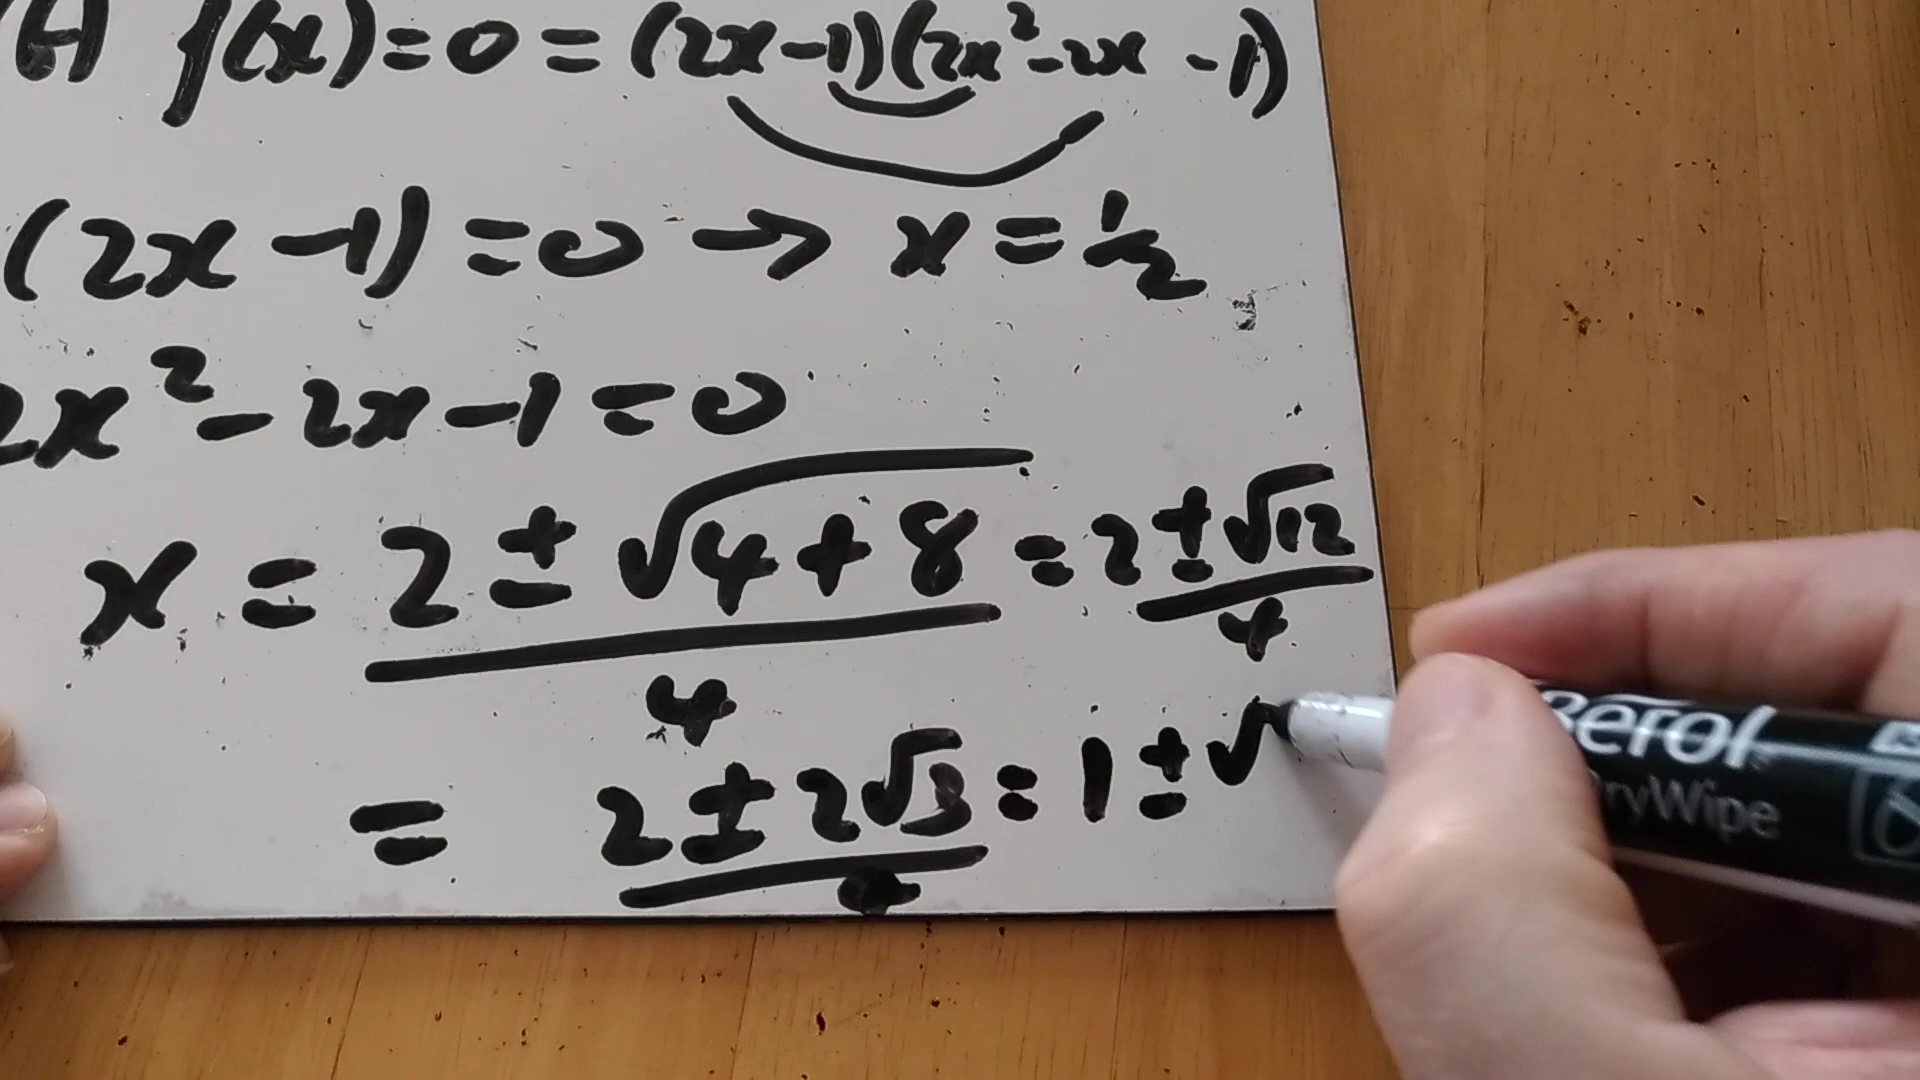 f(x)=0=(2x-1)(2x²-2x-1)
(2x-1)=0→x=1/2
2x²-2x-1=0
x=2±√4+8=2±√12
4 4
=2±2√3=1±√
4
Berol
DryWipe